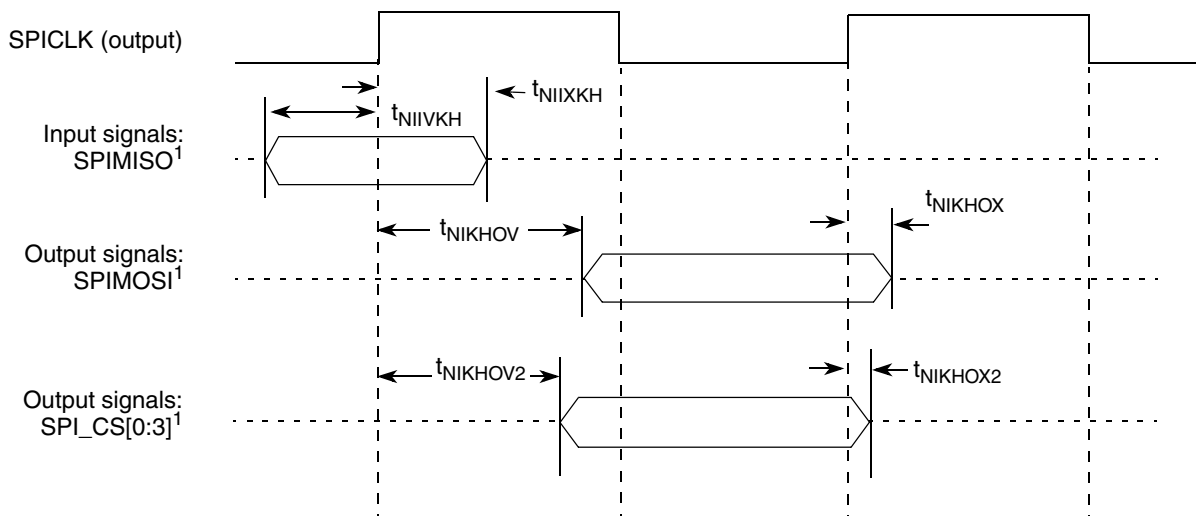 SPICLK (output)
tNIIXKH
tNIIVKH
Input signals:
SPIMISO1
tNIKHOX
tNIKHOV
Output signals:
SPIMOSI1
tNIKHOV2
tNIKHOX2
Output signals:
SPI_CS[0:3]1